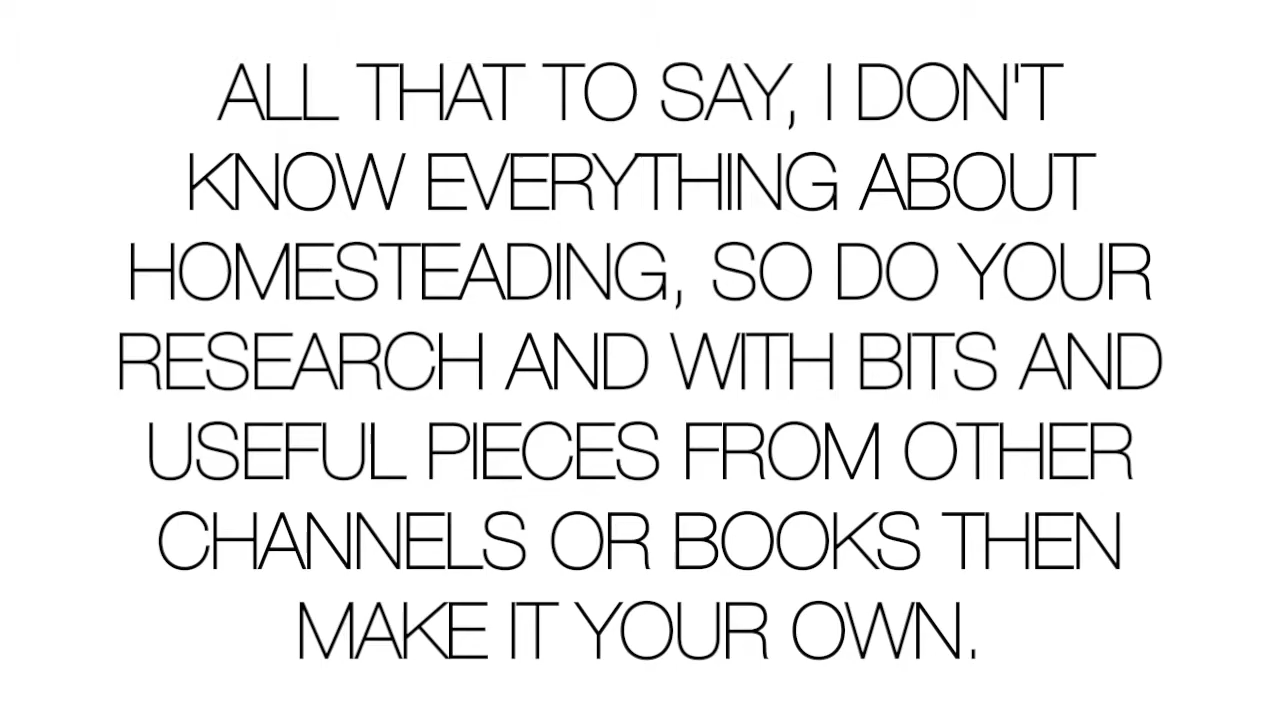 ALL THAT TO SAY, I DON'T
KNOW EVERYTHING ABOUT
HOMESTEADING, SO DO YOUR
RESEARCH AND WITH BITS AND
USEFUL PIECES FROM OTHER
CHANNELS OR BOOKS THEN
MAKE IT YOUR OWN.